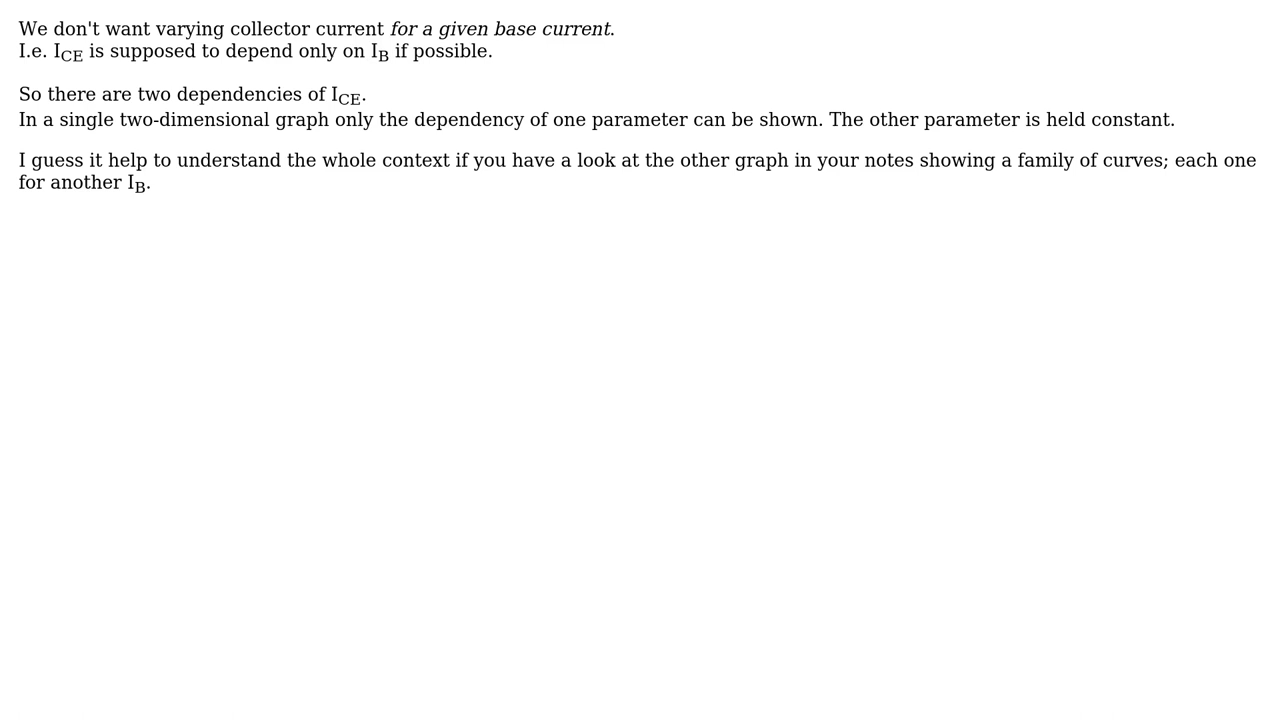 We don't want varying collector current for a given base current.
I.e. ICE is supposed to depend only on IB if possible.
So there are two dependencies of ICE.
In a single two-dimensional graph only the dependency of one parameter can be shown. The other parameter is held constant.
I guess it help to understand the whole context if you have a look at the other graph in your notes showing a family of curves; each one
for another IB.